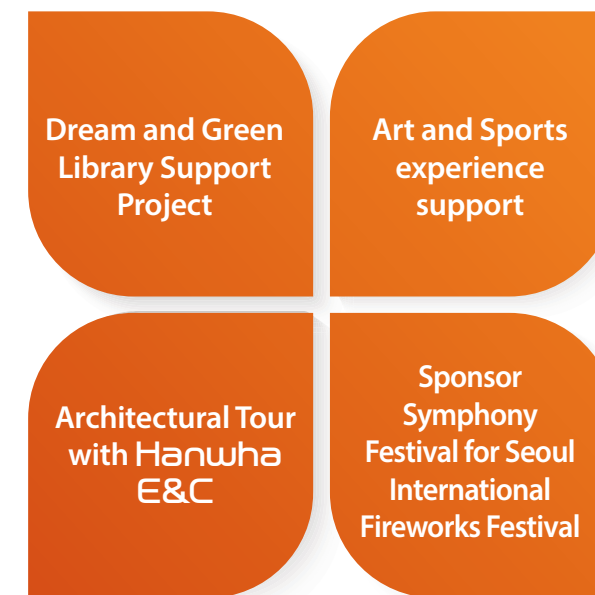 Dream and Green
Library Support
Project
Art and Sports
experience
support
Architectural Tour
with Hanwha
E&C
Sponsor
Symphony
Festival for Seoul
International
Fireworks Festival